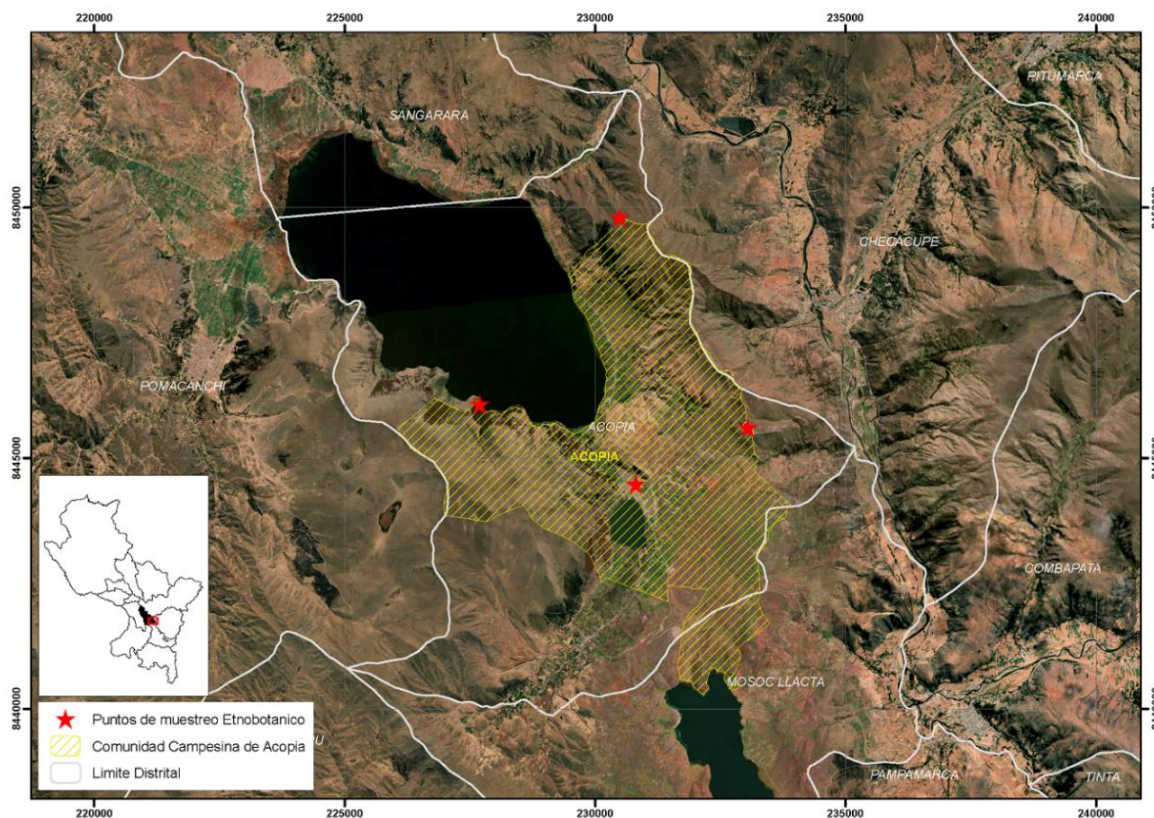 220000 225000 230000 235000 240000
PITUMARCA
SANGARARA
8450000
CHECACUPE
POMACANCHI
ACOPIA
ACOPIA
8445000 8445000
COMBAPATA
MOSOC LLACTA
8440000
PAMPAMARCA
TINTA
Puntos de muestreo Etnobotanico
Comunidad Campesina de Acopia
Limite Distrital
220000 225000 230000 235000 240000